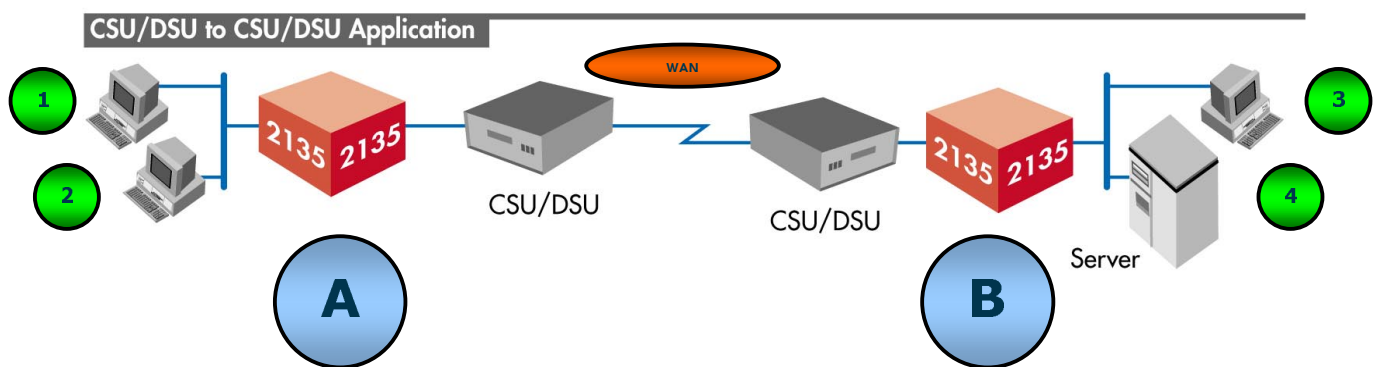 CSU/DSU to CSU/DSU Application
WAN
1
2135 2135
2135 2135
3
2
CSU/DSU
CSU/DSU
4
Server
A
B